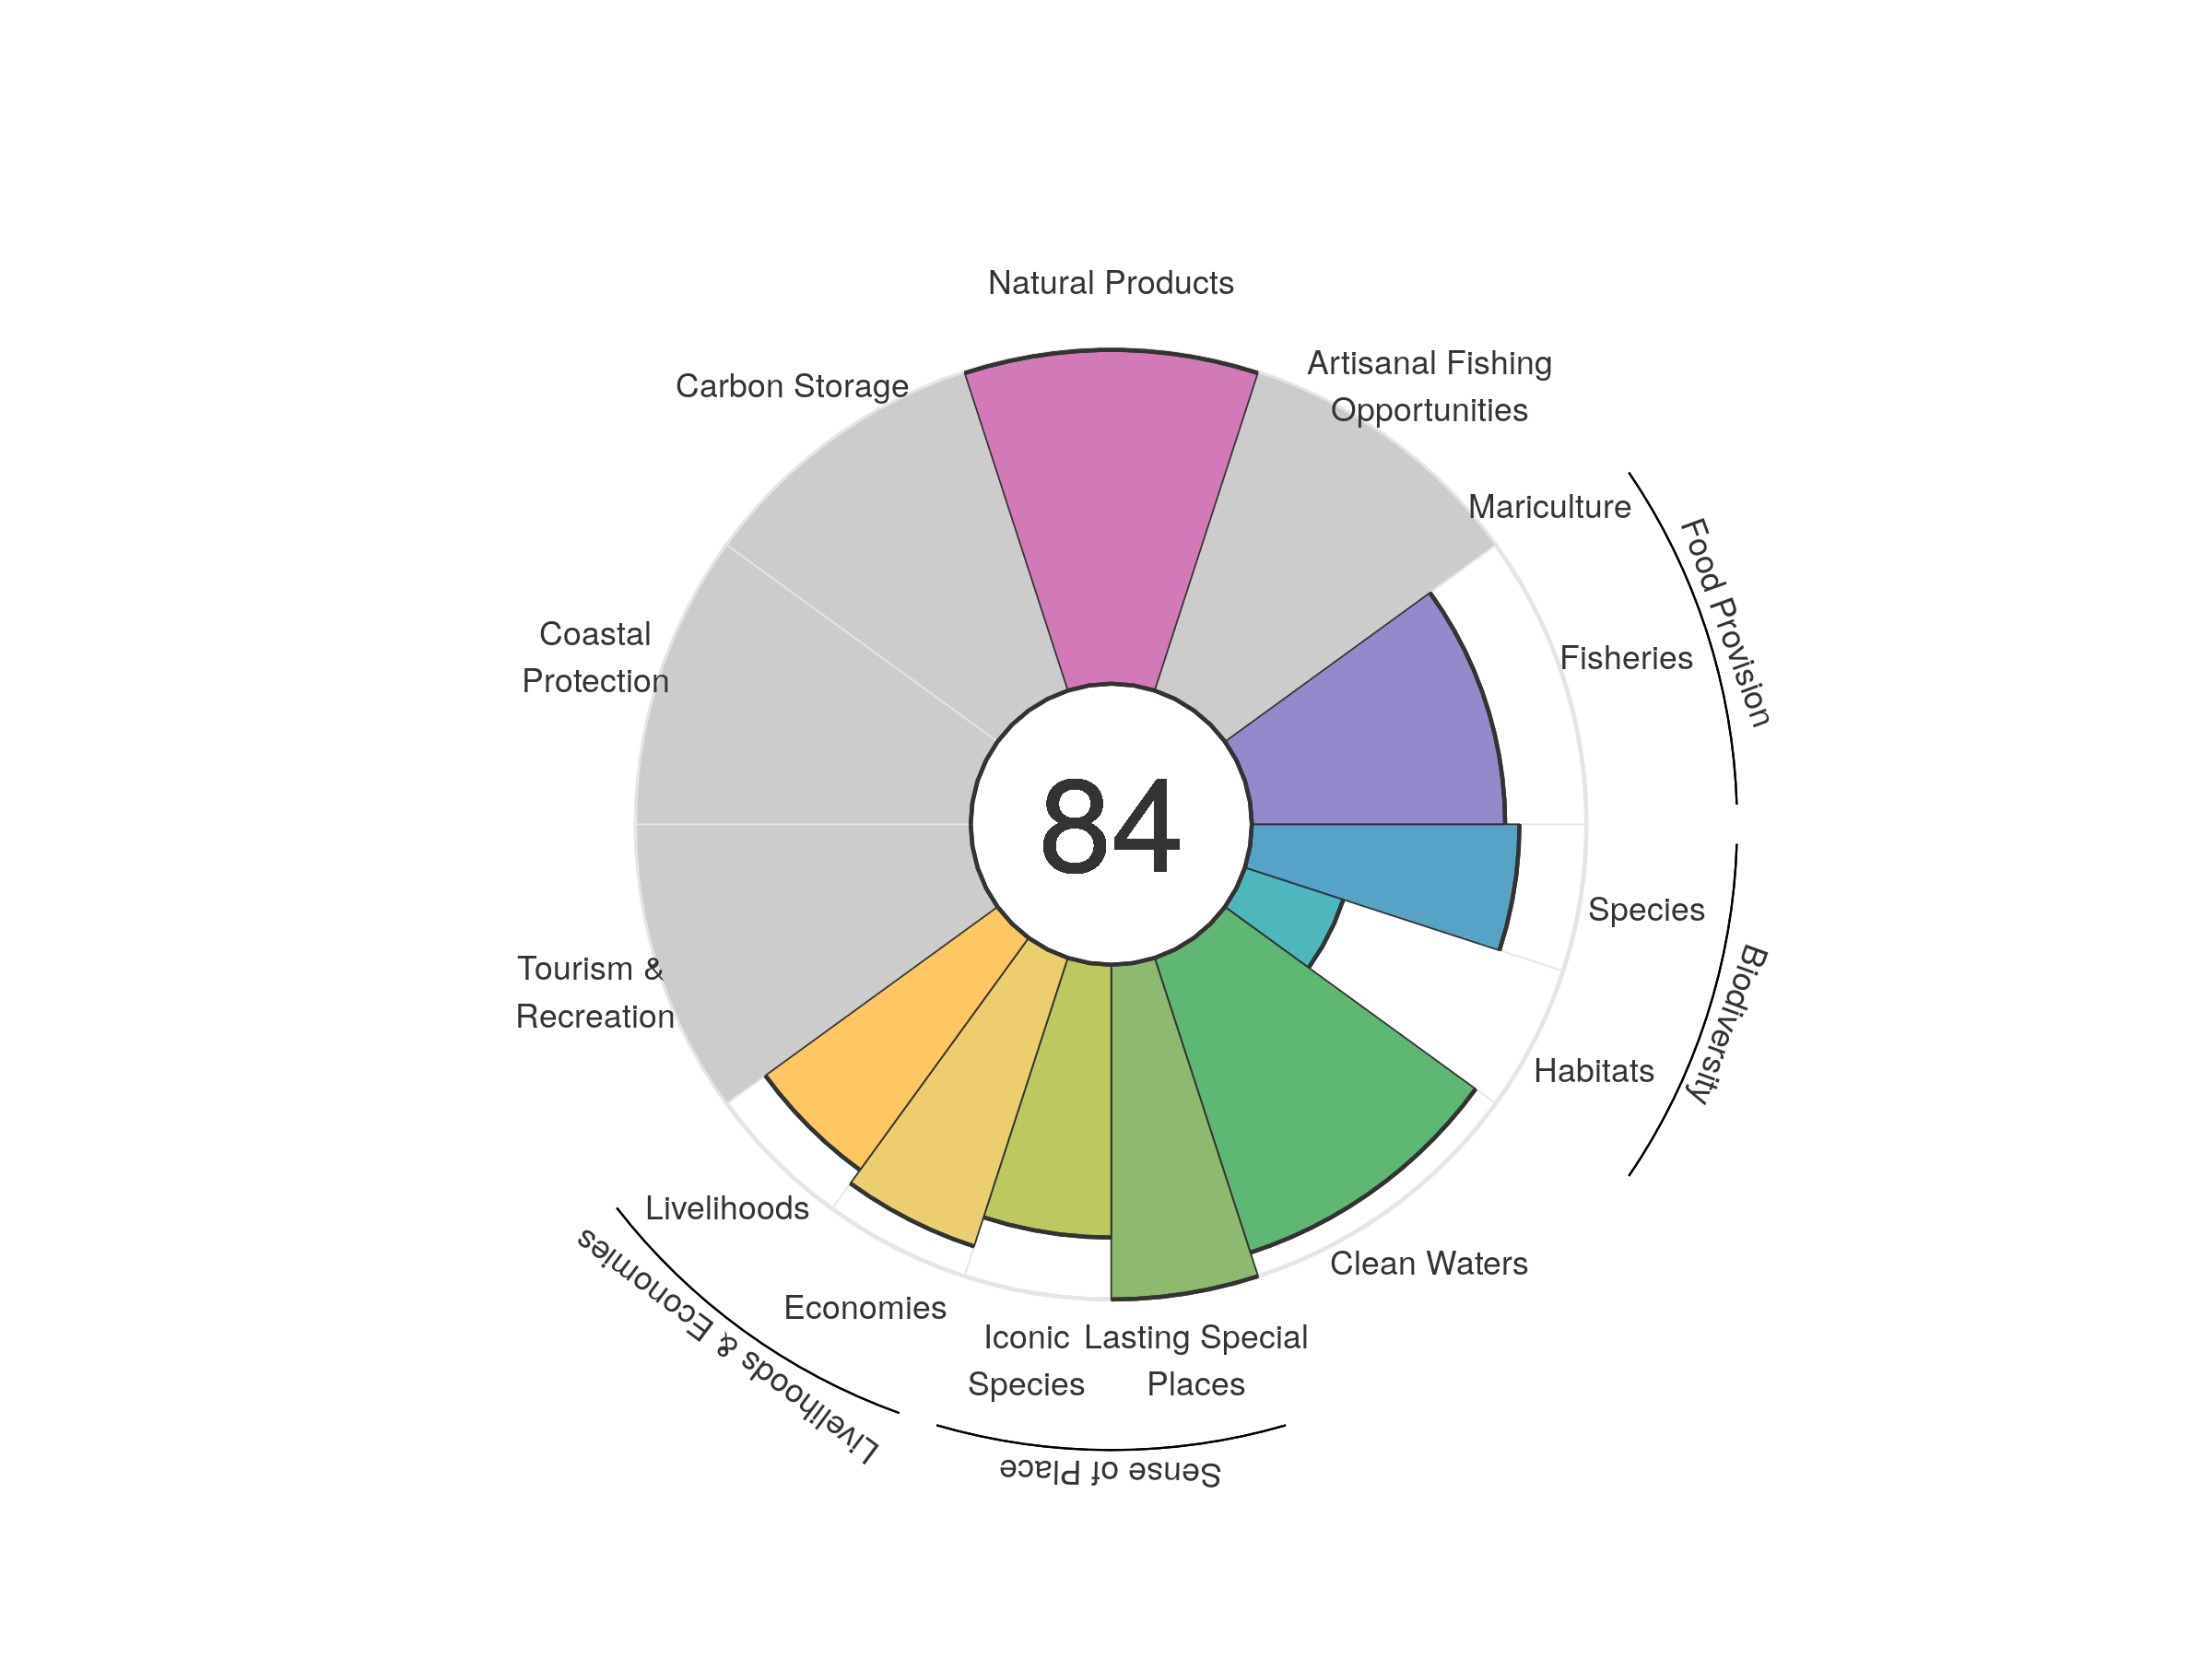 Natural Products
Artisanal Fishing
Opportunities
Carbon Storage
Mariculture
Food Provision
Fisheries
Coastal
Protection
84
Species
Biodiversity
Tourism &
Recreation
Habitats
Livelihoods
Livelihoods & Economies
Clean Waters
Economies
Iconic
Species
Lasting Special
Places
Sense of Place